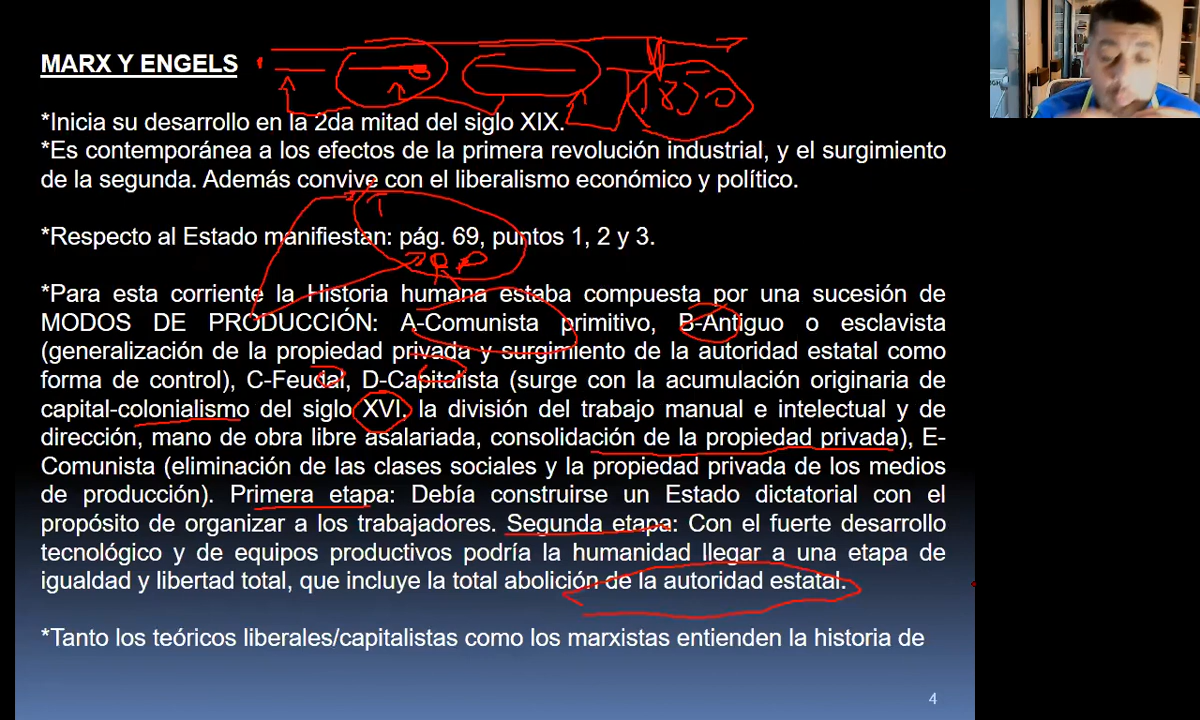 MARX Y ENGELS
1850
*Inicia su desarrollo en la 2da mitad del siglo XIX.
*Es contemporánea a los efectos de la primera revolución industrial, y el surgimiento
de la segunda. Además convive con el liberalismo económico y político.
*Respecto al Estado manifiestan: pág. 69, puntos 1, 2 y 3.
*Para esta corriente la Historia humana estaba compuesta por una sucesión de
MODOS DE PRODUCCIÓN: A-Comunista primitivo, B-Antiguo o esclavista
(generalización de la propiedad privada y surgimiento de la autoridad estatal como
forma de control), C-Feudal, D-Capitalista (surge con la acumulación originaria de
capital-colonialismo del siglo XVI. la división del trabajo manual e intelectual y de
dirección, mano de obra libre asalariada, consolidación de la propiedad privada), E-
Comunista (eliminación de las clases sociales y la propiedad privada de los medios
de producción). Primera etapa: Debía construirse un Estado dictatorial con el
propósito de organizar a los trabajadores. Segunda etapa: Con el fuerte desarrollo
tecnológico y de equipos productivos podría la humanidad llegar a una etapa de
igualdad y libertad total, que incluye la total abolición de la autoridad estatal.
*Tanto los teóricos liberales/capitalistas como los marxistas entienden la historia de
4